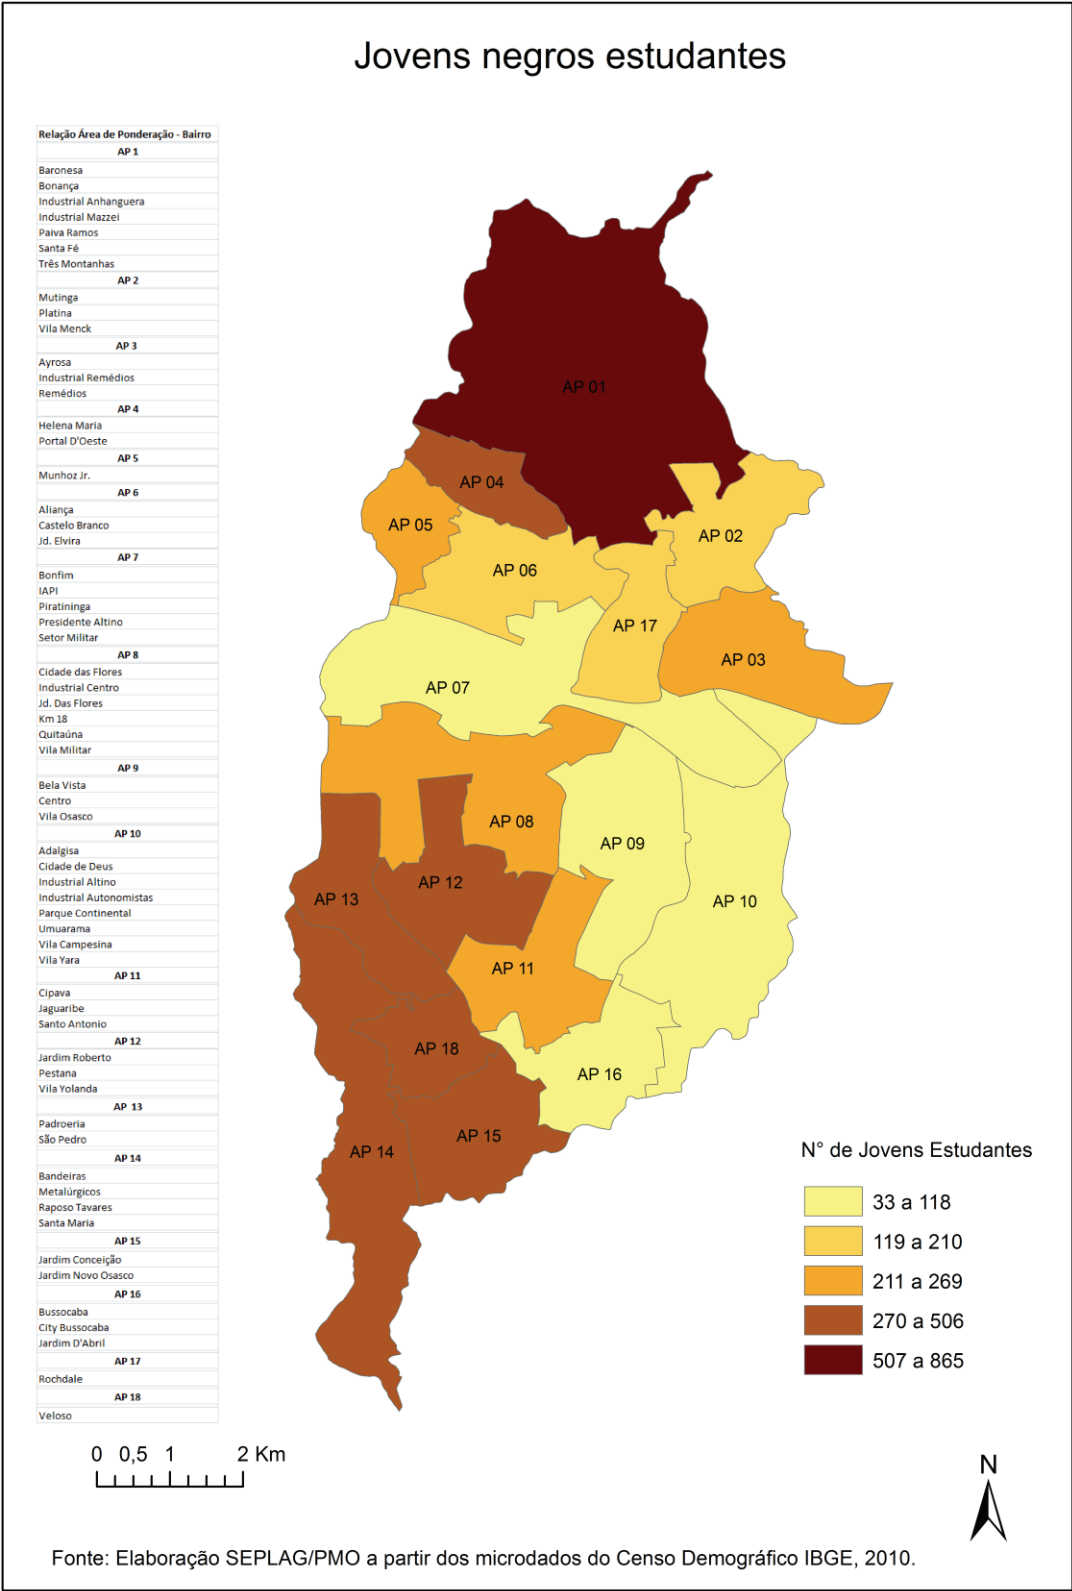 Jovens negros estudantes
Relação Área de Ponderação - Bairro
AP 1
Baronesa
Bonança
Industrial Anhanguera
Industrial Mazzei
Paiva Ramos
Santa Fé
Três Montanhas
AP 2
Mutinga
Platina
Vila Menck
AP 3
Ayrosa
Industrial Remédios
Remédios
AP 4
Helena Maria
Portal D'Oeste
AP 5
Munhoz Jr.
AP 6
Aliança
Castelo Branco
Jd. Elvira
AP 7
Bonfim
IAPI
Piratininga
Presidente Altino
Setor Militar
AP 8
Cidade das Flores
Industrial Centro
Jd. Das Flores
Km 18
Quitaúna
Vila Militar
AP 9
Bela Vista
Centro
Vila Osasco
AP 10
Adalgisa
Cidade de Deus
Industrial Altino
Industrial Autonomistas
Parque Continental
Umuarama
Vila Campesina
Vila Yara
AP 11
Cipava
Jaguaribe
Santo Antonio
AP 12
Jardim Roberto
Pestana
Vila Yolanda
AP 13
Padroeria
São Pedro
AP 14
Bandeiras
Metalúrgicos
Raposo Tavares
Santa Maria
AP 15
Jardim Conceição
Jardim Novo Osasco
AP 16
Bussocaba
City Bussocaba
Jardim D'Abril
AP 17
Rochdale
AP 18
Veloso
AP 01
AP 04
AP 05
AP 02
AP 06
AP 17
AP 03
AP 07
AP 08
AP 09
AP 12
AP 13
AP 10
AP 11
AP 18
AP 16
AP 15
AP 14
N° de Jovens Estudantes
33 a 118
119 a 210
211 a 269
270 a 506
507 a 865
0 0,5 1 2 Km
N
Fonte: Elaboração SEPLAG/PMO a partir dos microdados do Censo Demográfico IBGE, 2010.